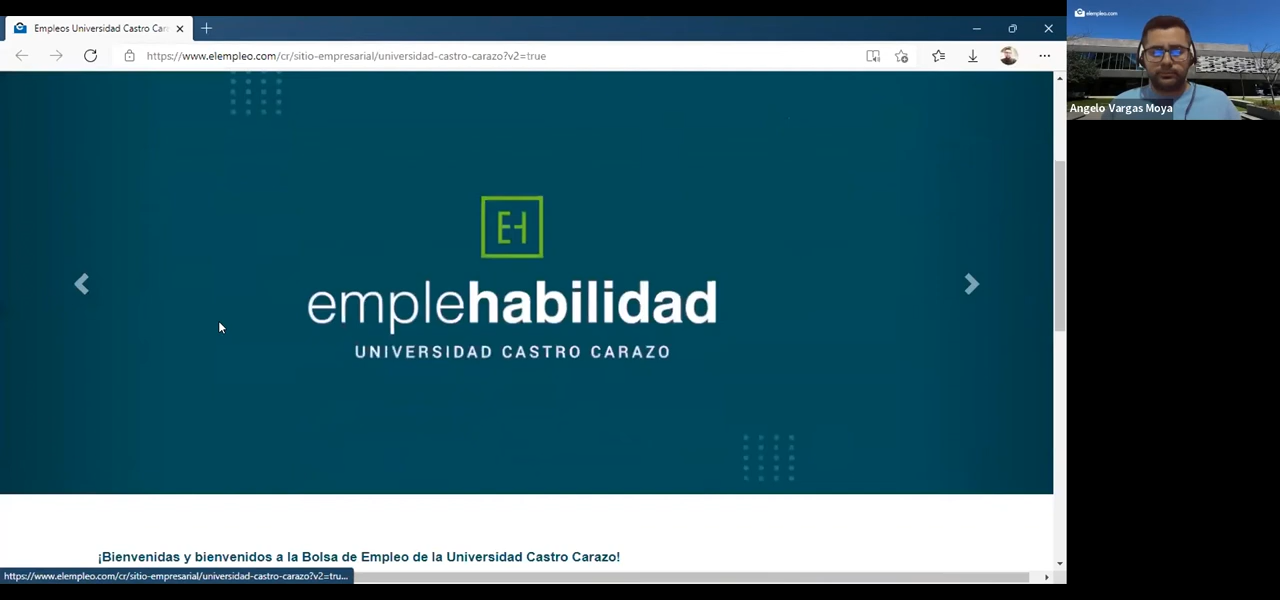 Empleos Universidad Castro Car
https://www.elempleo.com/cr/sitio-empresarial/universidad-castro-carazo?v2=true
elempleo.com
Angelo Vargas Moya
EH
emplehabilidad
UNIVERSIDAD CASTRO CARAZO
¡Bienvenidas y bienvenidos a la Bolsa de Empleo de la Universidad Castro Carazo!
https://www.elempleo.com/cr/sitio-empresarial/universidad-castro-carazo?v2=tru...